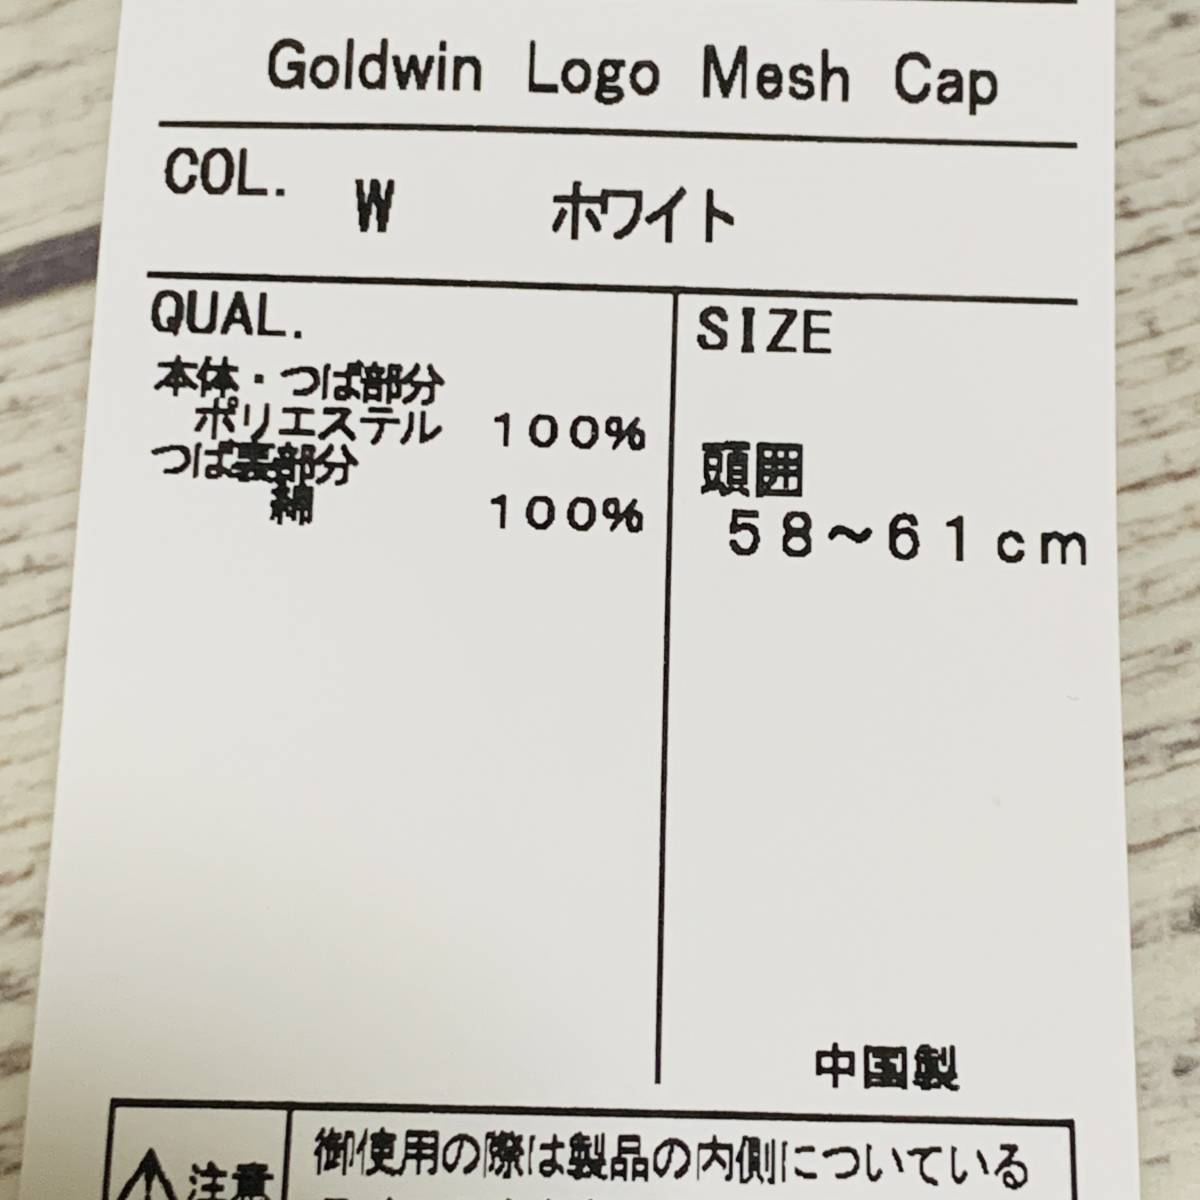 Goldwin Logo Mesh Cap
COL. W ホワイト
QUAL.
本体・つば部分
ポリエステル 100%
つば裏部分
綿 100%
SIZE
頭囲
58～61cm
中国製
注意
御使用の際は製品の内側についている